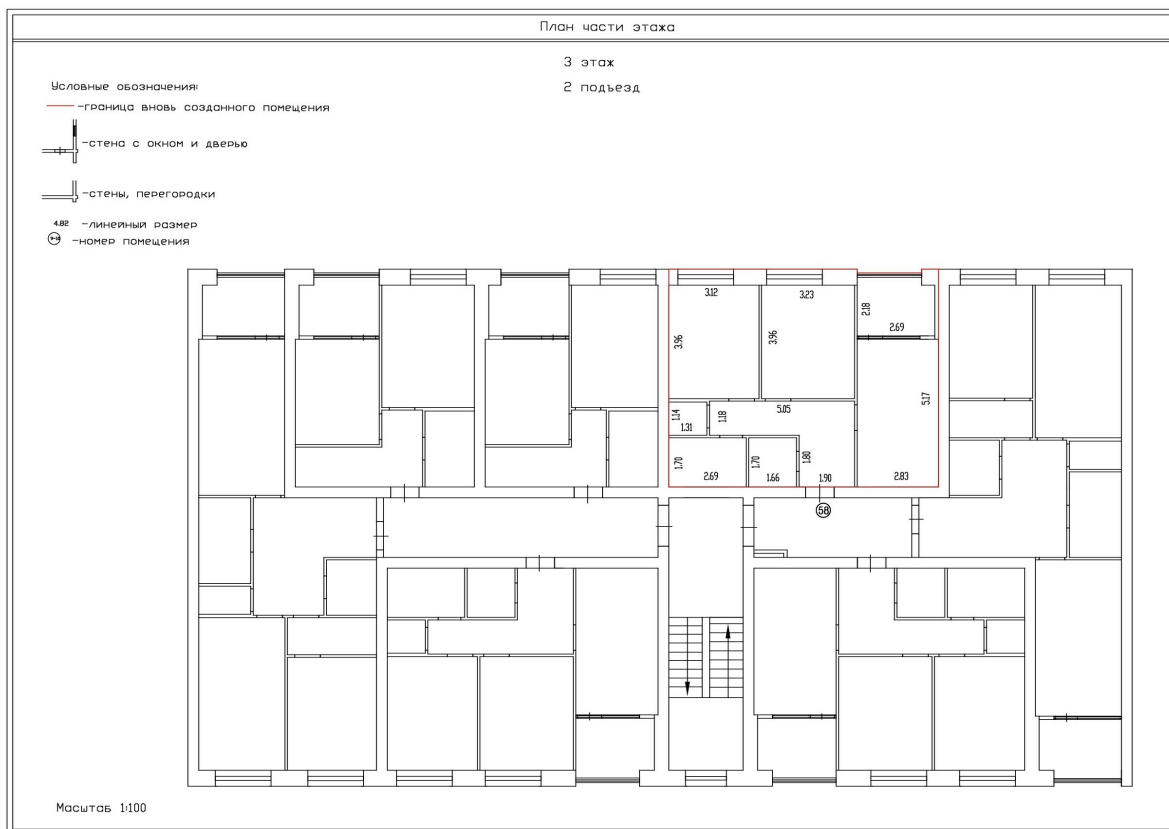 План части этажа
3 этаж
2 подъезд
Условные обозначения:
-граница вновь созданного помещения
-стена с окном и дверью
-стены, перегородки
4.82 -линейный размер
-номер помещения
3.12
3.23
2.18
2.69
3.96
3.96
5.17
1.14
1.31
1.18
5.05
1.70
2.69
1.70
1.66
1.80
1.90
2.83
58
Масштаб 1:100